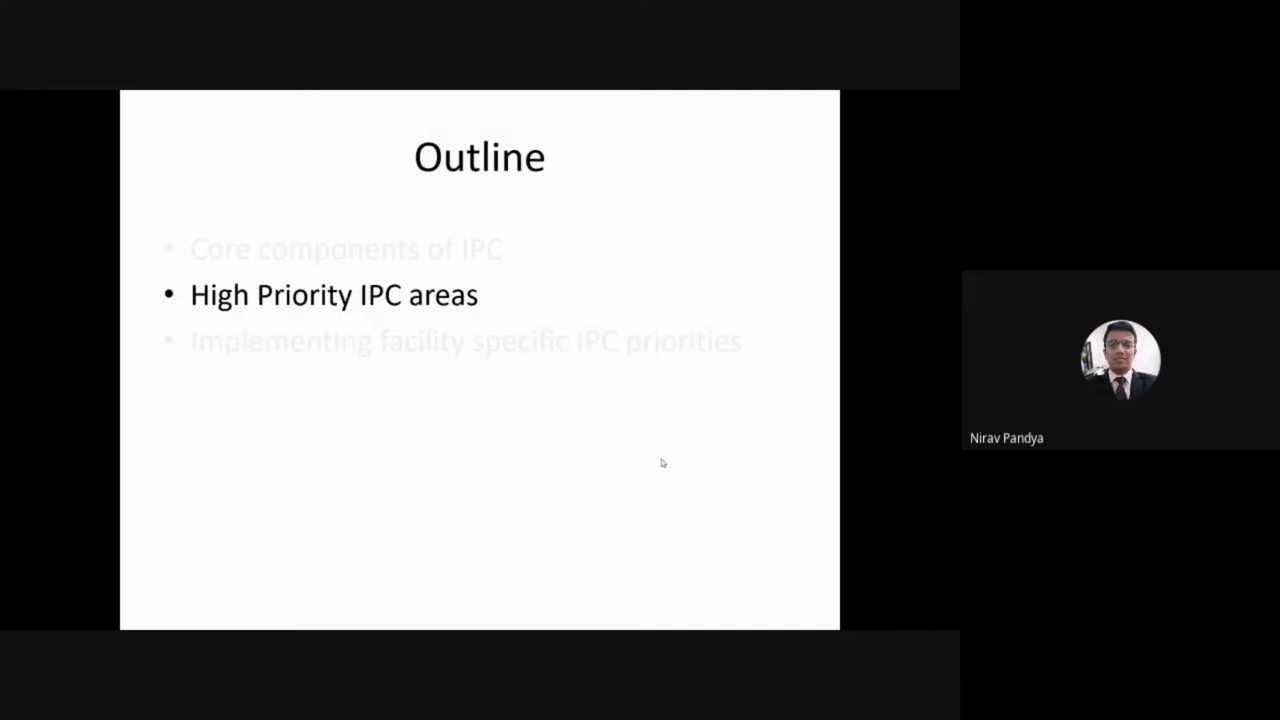 Outline
• Core components of IPC
• High Priority IPC areas
• Implementing facility specific IPC priorities
Nirav Pandya